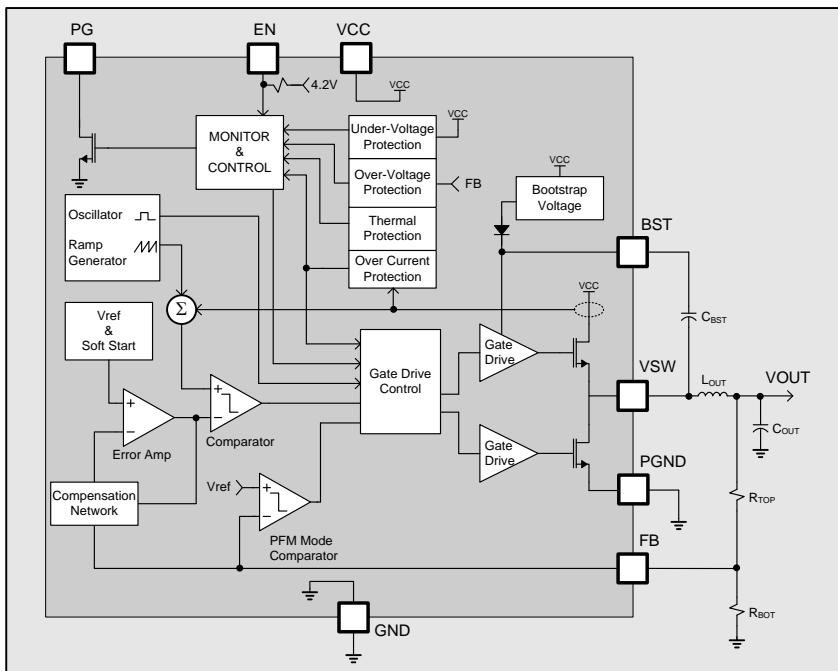 PG
EN
VCC
4.2V
VCC
MONITOR
&
CONTROL
Under-Voltage
Protection
VCC
Over-Voltage
Protection
FB
Thermal
Protection
Over Current
Protection
VCC
Bootstrap
Voltage
BST
Oscillator
Ramp
Generator
Σ
VCC
CBST
Vref
&
Soft Start
Gate Drive
Control
Gate
Drive
VSW
LOUT
VOUT
COUT
+
−
Error Amp
+
−
Comparator
Gate
Drive
PGND
Compensation
Network
Vref
+
−
PFM Mode
Comparator
RTOP
FB
RBOT
GND